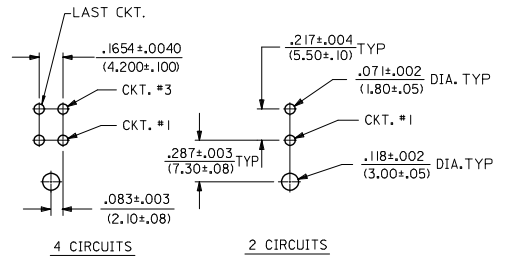 LAST CKT.
.1654±.0040
(4.200±.100)
CKT. #3
CKT. #1
.083±.003
(2.10±.08)
4 CIRCUITS
.217±.004 TYP
(5.50±.10)
.071±.002 DIA. TYP
(1.80±.05)
CKT. #1
.287±.003 TYP
(7.30±.08)
.118±.002 DIA.TYP
(3.00±.05)
2 CIRCUITS